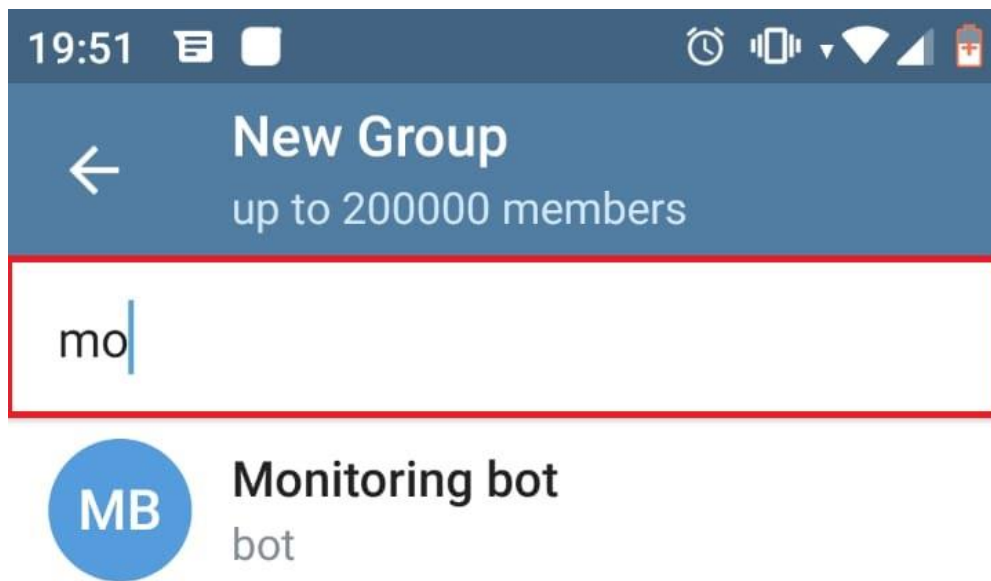 19:51
New Group
up to 200000 members
mo
MB
Monitoring bot
bot